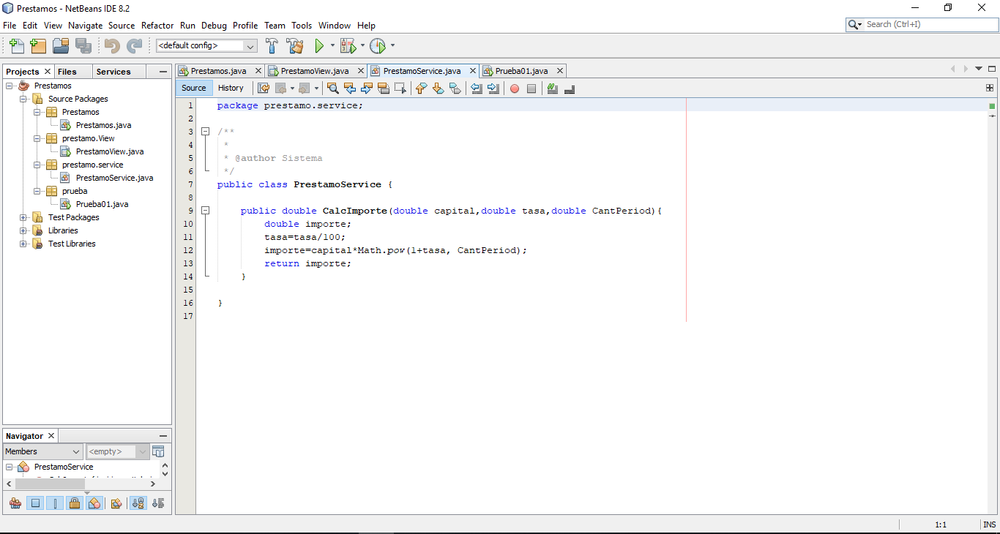 Prestamos - NetBeans IDE 8.2
File Edit View Navigate Source Refactor Run Debug Profile Team Tools Window Help
Search (Ctrl+I)
<default config>
Projects Files Services
Prestamos
Source Packages
Prestamos
Prestamos.java
prestamo.View
PrestamoView.java
prestamo.service
PrestamoService.java
prueba
Prueba01.java
Test Packages
Libraries
Test Libraries
Navigator
Members <empty>
PrestamoService
Prestamos.java PrestamoView.java PrestamoService.java Prueba01.java
Source History
1 package prestamo.service;
2
3 /**
4 *
5 * @author Sistema
6 */
7 public class PrestamoService {
8
9 public double CalcImporte(double capital,double tasa,double CantPeriod){
10 double importe;
11 tasa=tasa/100;
12 importe=capital*Math.pow(1+tasa, CantPeriod);
13 return importe;
14 }
15
16 }
17
1:1 INS